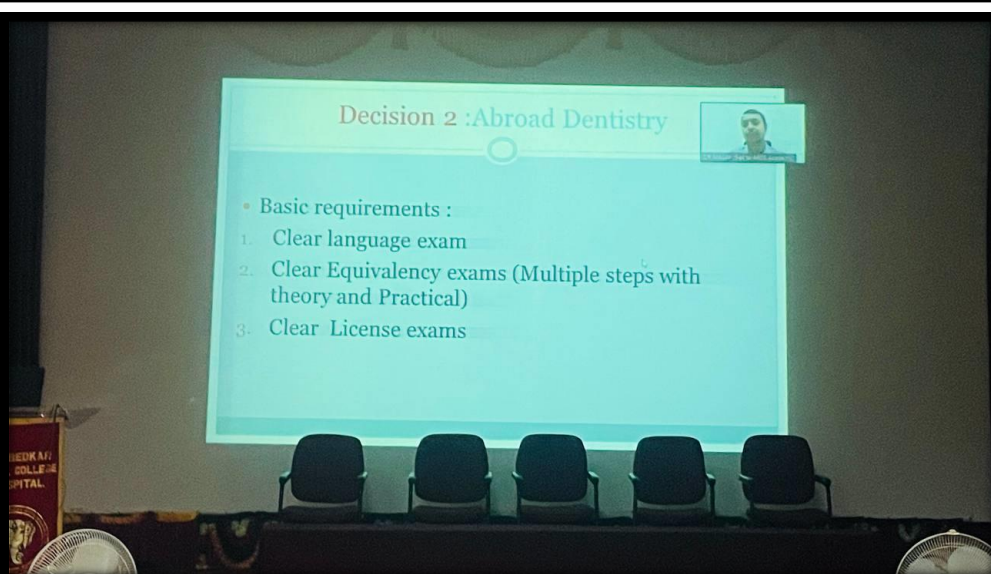 Decision 2 :Abroad Dentistry
• Basic requirements :
1. Clear language exam
2. Clear Equivalency exams (Multiple steps with
theory and Practical)
3. Clear License exams
COLLEGE